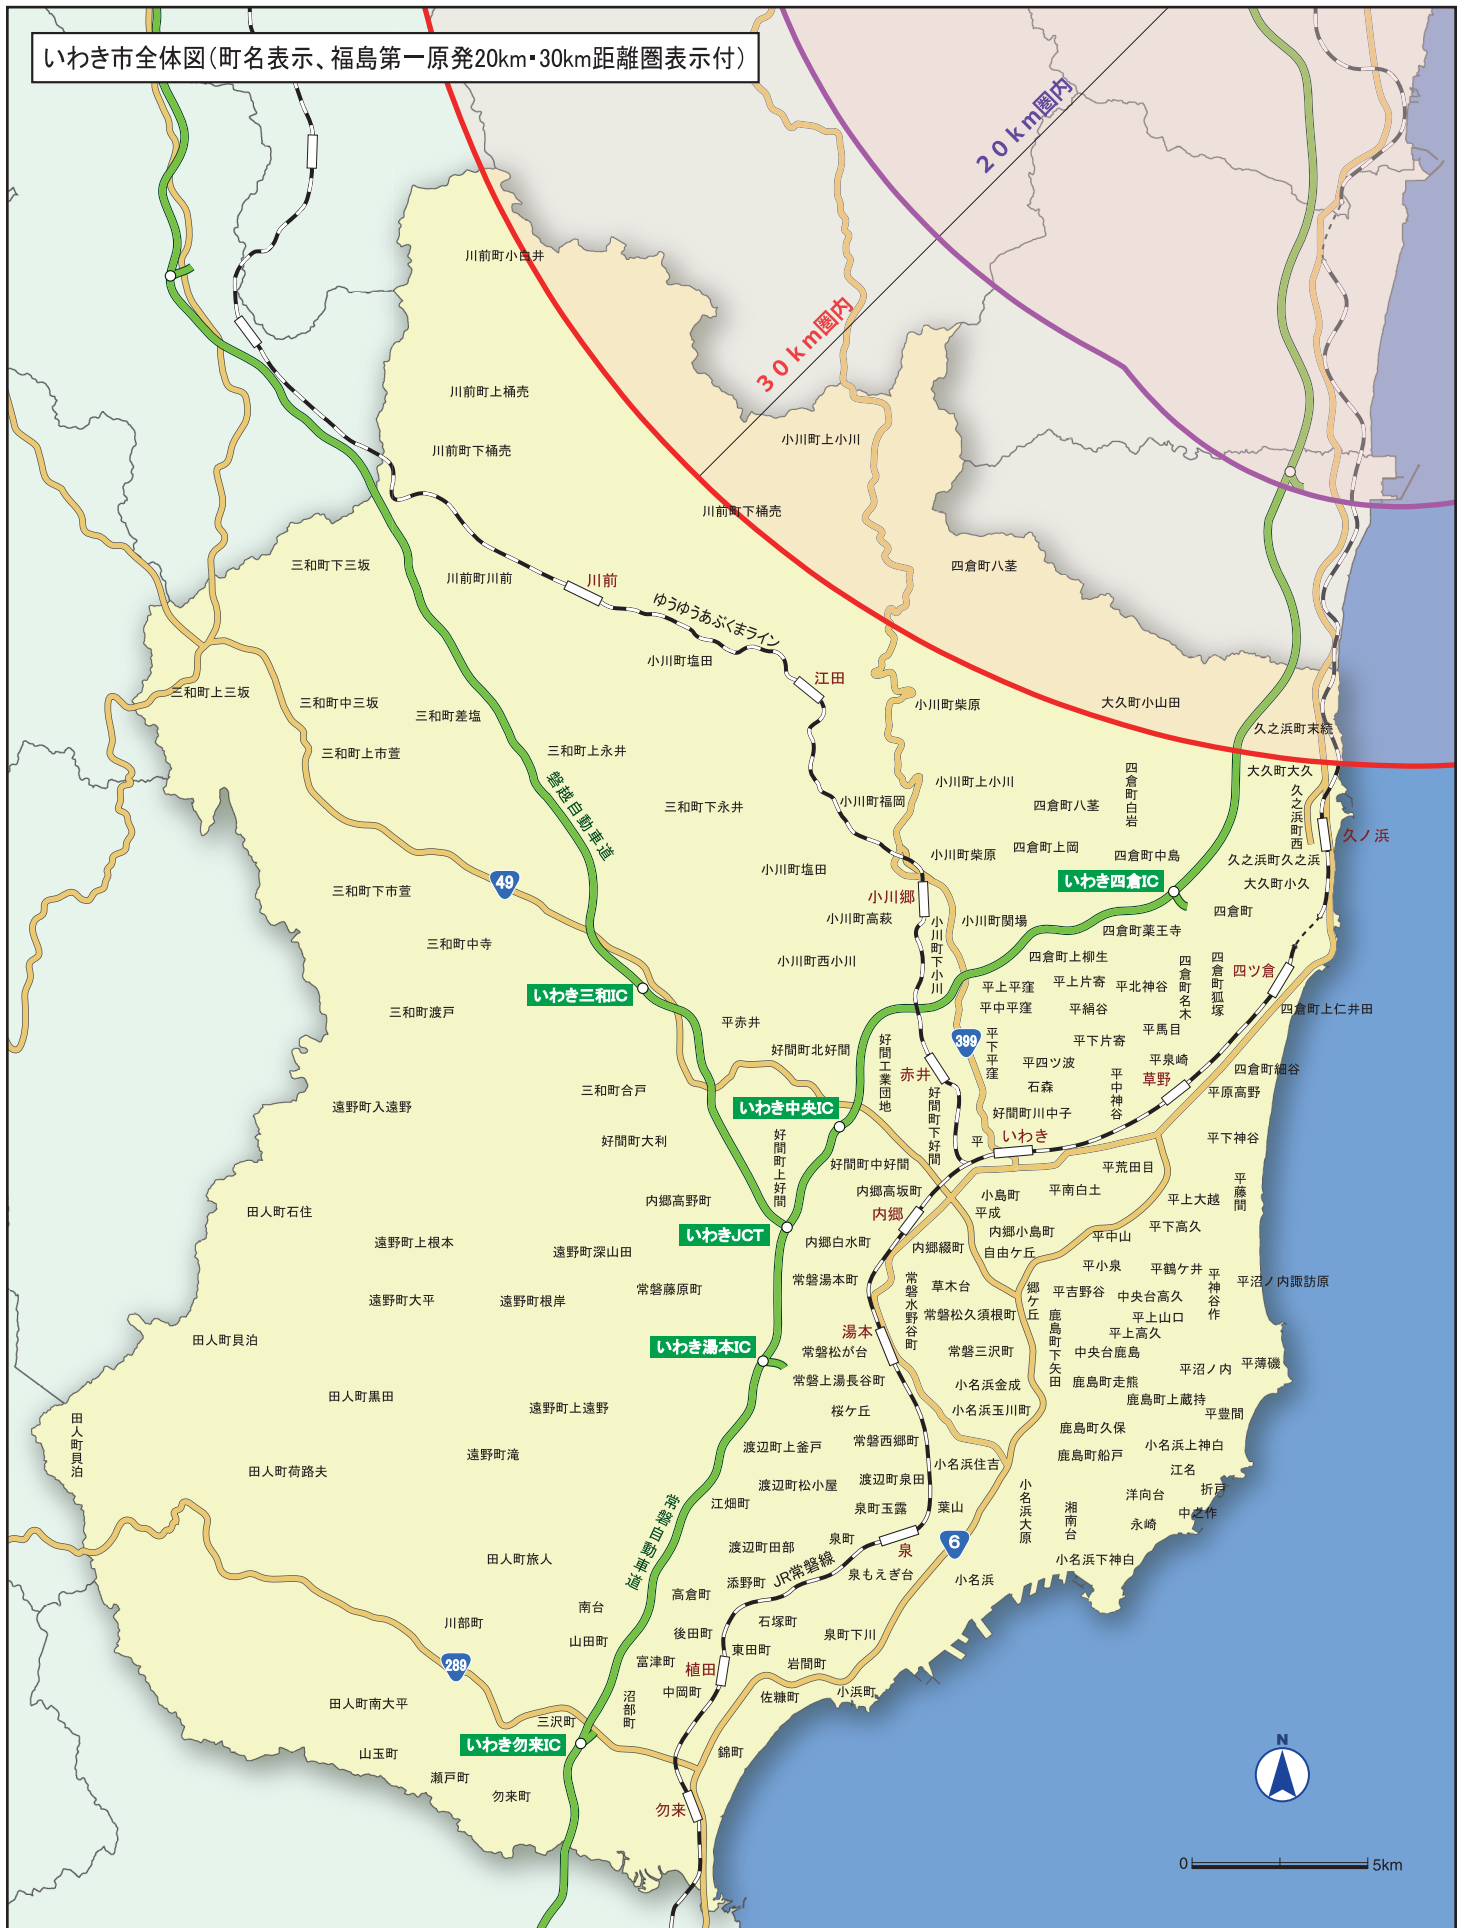 いわき市全体図(町名表示、福島第一原発20km・30km距離圏表示付)
20km圏内
30km圏内
川前町小白井
川前町上桶売
川前町下桶売
小川町上小川
川前町下桶売
三和町下三坂
川前町川前
川前
ゆうゆうあぶくまライン
四倉町八茎
小川町塩田
江田
三和町上三坂
三和町中三坂
三和町差塩
小川町柴原
大久町小山田
久之浜町末続
三和町上市萱
三和町上永井
磐越自動車道
小川町上小川
四倉町白岩
大久町大久
三和町下永井
小川町福岡
四倉町八茎
久之浜町西
久ノ浜
小川町柴原
四倉町上岡
四倉町中島
久之浜町久之浜
小川町塩田
いわき四倉IC
大久町小久
三和町下市萱
49
小川郷
小川町高萩
小川町下小川
小川町関場
四倉町
四倉町薬王寺
三和町中寺
小川町西小川
四倉町上柳生
四倉町名木
四倉町狐塚
四ツ倉
いわき三和IC
平上平窪
平上片寄
平北神谷
三和町渡戸
平赤井
平中平窪
平絹谷
四倉町上仁井田
399
平下平窪
平馬目
平下片寄
好間町北好間
好間工業団地
赤井
平四ツ波
平泉崎
四倉町細谷
草野
三和町合戸
石森
平中神谷
平原高野
遠野町入遠野
いわき中央IC
好間町下好間
好間町川中子
平
いわき
好間町大利
好間町上好間
平下神谷
好間町中好間
平荒田目
平藤間
内郷高野町
内郷高坂町
小島町
平南白土
平上大越
田人町石住
内郷
平成
いわきJCT
内郷小島町
平下高久
遠野町上根本
遠野町深山田
内郷白水町
内郷綴町
自由ケ丘
平中山
平小泉
平鶴ケ井
常磐藤原町
常磐湯本町
常磐水野谷町
草木台
郷ケ丘
平吉野谷
中央台高久
平神谷作
平沼ノ内諏訪原
遠野町大平
遠野町根岸
常磐松久須根町
鹿島町下矢田
平上山口
田人町貝泊
湯本
平上高久
いわき湯本IC
常磐松が台
常磐三沢町
中央台鹿島
平沼ノ内
平薄磯
常磐上湯長谷町
小名浜金成
鹿島町走熊
田人町黒田
遠野町上遠野
桜ケ丘
小名浜玉川町
鹿島町上蔵持
平豊間
田人町貝泊
鹿島町久保
遠野町滝
渡辺町上釜戸
常磐西郷町
鹿島町船戸
小名浜上神白
小名浜住吉
江名
田人町荷路夫
渡辺町松小屋
渡辺町泉田
小名浜大原
洋向台
折戸
江畑町
泉町玉露
葉山
湘南台
中之作
永崎
常磐自動車道
泉町
6
渡辺町田部
泉
田人町旅人
JR常磐線
小名浜下神白
添野町
泉もえぎ台
小名浜
高倉町
南台
川部町
石塚町
山田町
後田町
東田町
泉町下川
289
富津町
植田
岩間町
中岡町
佐糠町
小浜町
田人町南大平
沼部町
三沢町
いわき勿来IC
錦町
山玉町
瀬戸町
勿来町
勿来
N
0
5km